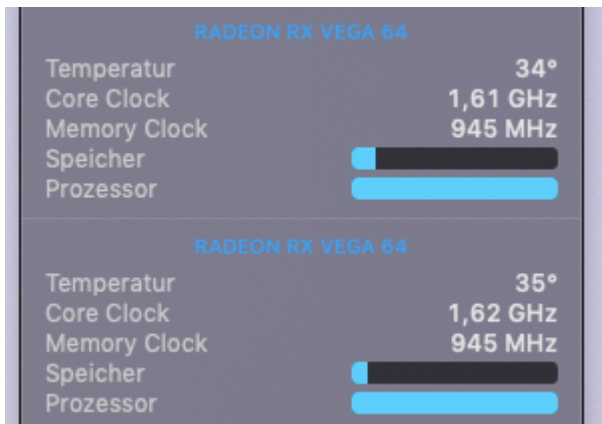 RADEON RX VEGA 64
Temperatur 34°
Core Clock 1,61 GHz
Memory Clock 945 MHz
Speicher
Prozessor
RADEON RX VEGA 64
Temperatur 35°
Core Clock 1,62 GHz
Memory Clock 945 MHz
Speicher
Prozessor